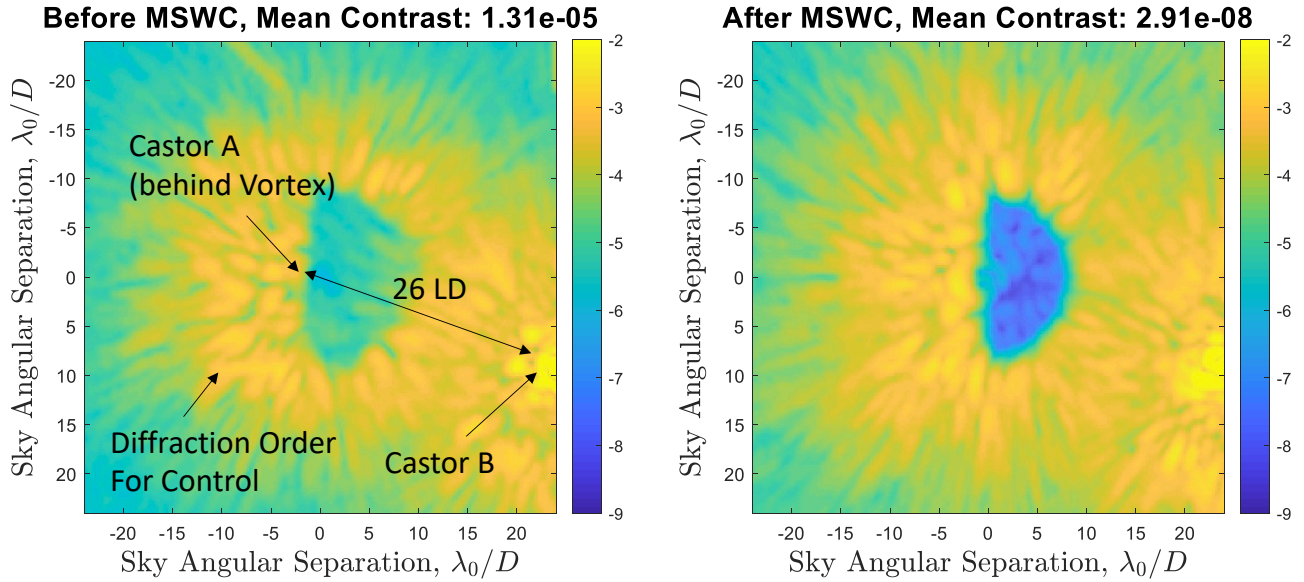 Before MSWC, Mean Contrast: 1.31e-05
-20
-15
-10
-5
0
5
10
15
20
Sky Angular Separation, λ₀/D
Castor A
(behind Vortex)
26 LD
Diffraction Order
For Control
Castor B
-20 -15 -10 -5 0 5 10 15 20
Sky Angular Separation, λ₀/D
-2
-3
-4
-5
-6
-7
-8
-9
After MSWC, Mean Contrast: 2.91e-08
-20
-15
-10
-5
0
5
10
15
20
Sky Angular Separation, λ₀/D
-20 -15 -10 -5 0 5 10 15 20
Sky Angular Separation, λ₀/D
-2
-3
-4
-5
-6
-7
-8
-9